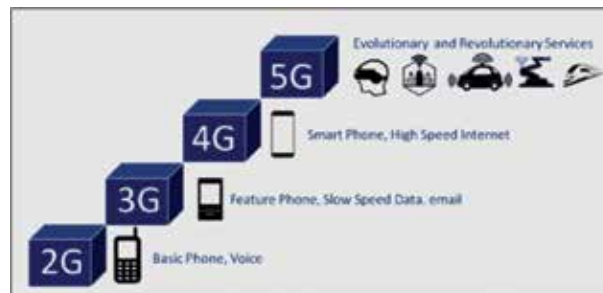 Evolutionary and Revolutionary Services
5G
4G
Smart Phone, High Speed Internet
3G
Feature Phone, Slow Speed Data, email
2G
Basic Phone, Voice